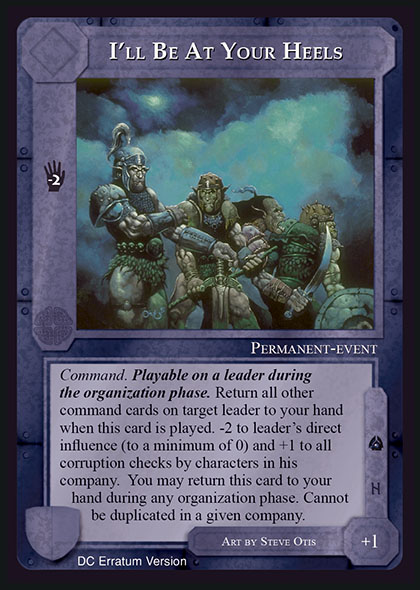 I'll Be At Your Heels
-2
Permanent-event
Command. Playable on a leader during
the organization phase. Return all other
command cards on target leader to your hand
when this card is played. -2 to leader's direct
influence (to a minimum of 0) and +1 to all
corruption checks by characters in his
company. You may return this card to your
hand during any organization phase. Cannot
be duplicated in a given company.
Art by Steve Otis
+1
DC Erratum Version